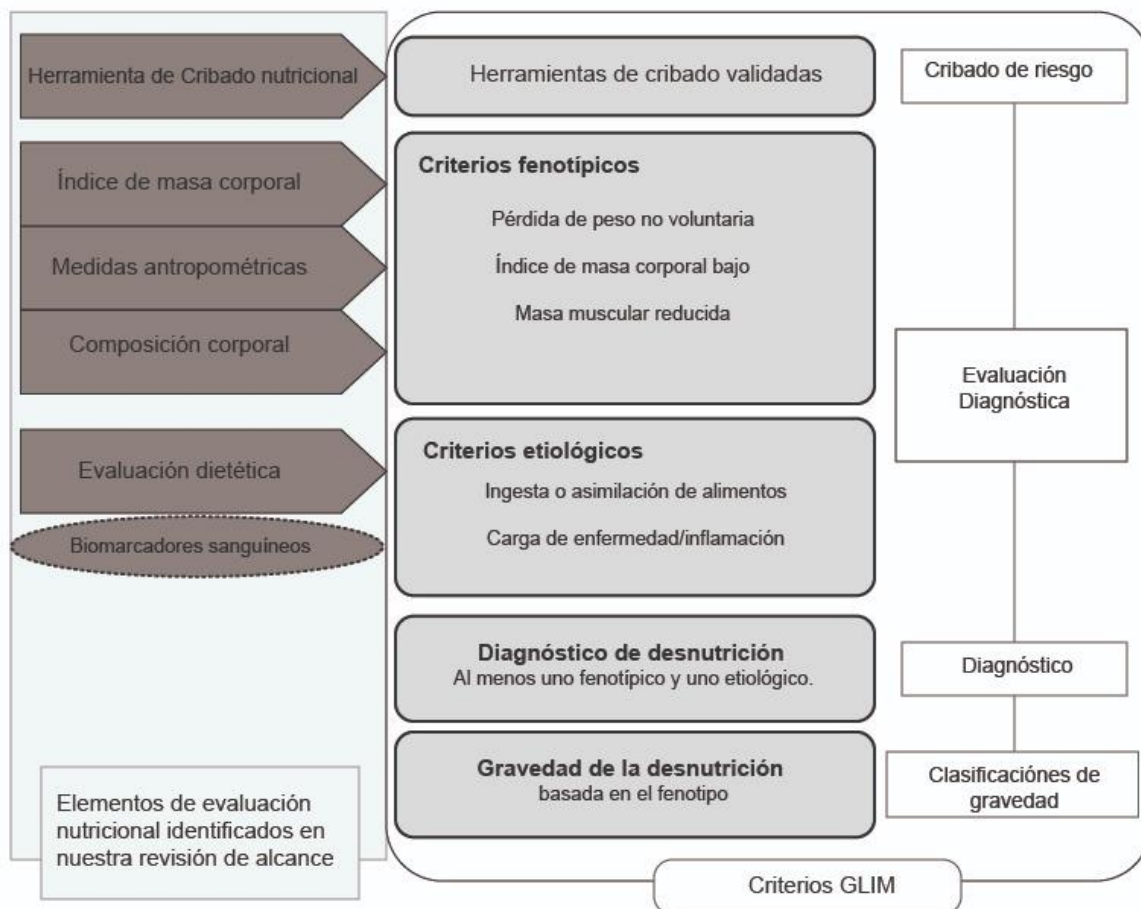 Herramienta de Cribado nutricional
Índice de masa corporal
Medidas antropométricas
Composición corporal
Evaluación dietética
Biomarcadores sanguíneos
Elementos de evaluación
nutricional identificados en
nuestra revisión de alcance
Herramientas de cribado validadas
Criterios fenotípicos
Pérdida de peso no voluntaria
Índice de masa corporal bajo
Masa muscular reducida
Criterios etiológicos
Ingesta o asimilación de alimentos
Carga de enfermedad/inflamación
Diagnóstico de desnutrición
Al menos uno fenotípico y uno etiológico.
Gravedad de la desnutrición
basada en el fenotipo
Cribado de riesgo
Evaluación
Diagnóstica
Diagnóstico
Clasificaciónes de
gravedad
Criterios GLIM